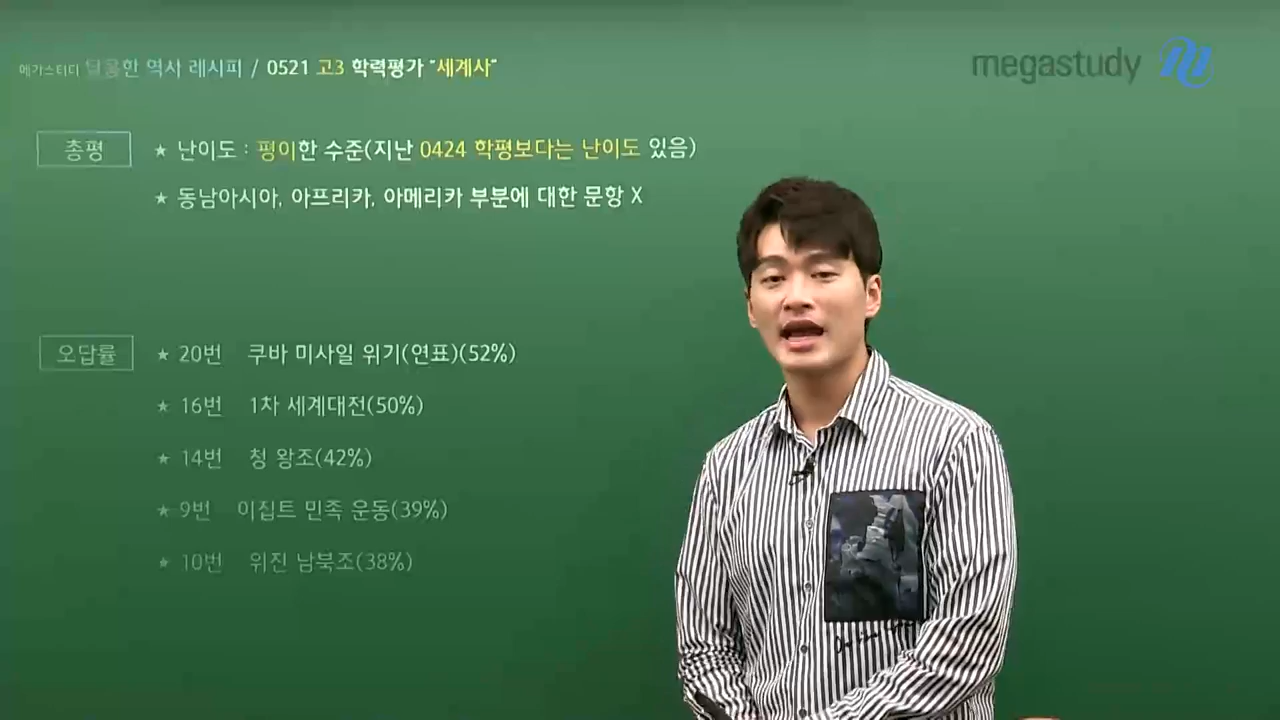 메가스터디 달콤한 역사 레시피 / 0521 고3 학력평가 "세계사"
megastudy
총평
★ 난이도 : 평이한 수준(지난 0424 학평보다는 난이도 있음)
★ 동남아시아, 아프리카, 아메리카 부분에 대한 문항 X
오답률
★ 20번 쿠바 미사일 위기(연표)(52%)
★ 16번 1차 세계대전(50%)
★ 14번 청 왕조(42%)
★ 9번 이집트 민족 운동(39%)
★ 10번 위진 남북조(38%)